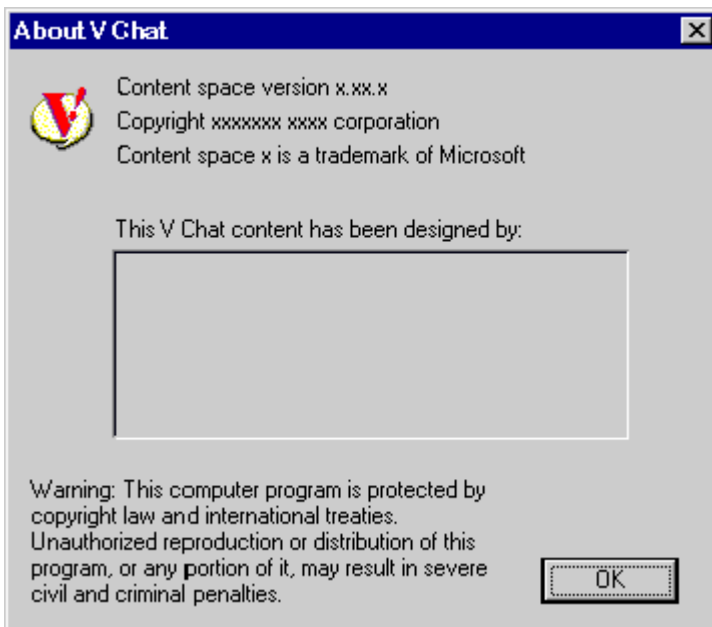 About V Chat
Content space version x.xx.x
Copyright xxxxxxx xxxx corporation
Content space x is a trademark of Microsoft
This V Chat content has been designed by:
Warning: This computer program is protected by
copyright law and international treaties.
Unauthorized reproduction or distribution of this
program, or any portion of it, may result in severe
civil and criminal penalties.
OK